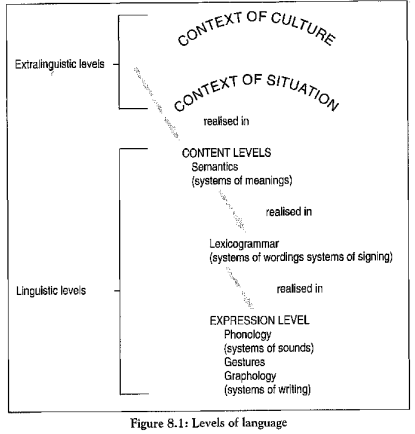 CONTEXT OF CULTURE
Extralinguistic levels
CONTEXT OF SITUATION
realised in
CONTENT LEVELS
Semantics
(systems of meanings)
realised in
Lexicogrammar
(systems of wordings systems of signing)
Linguistic levels
realised in
EXPRESSION LEVEL
Phonology
(systems of sounds)
Gestures
Graphology
(systems of writing)
Figure 8.1: Levels of language